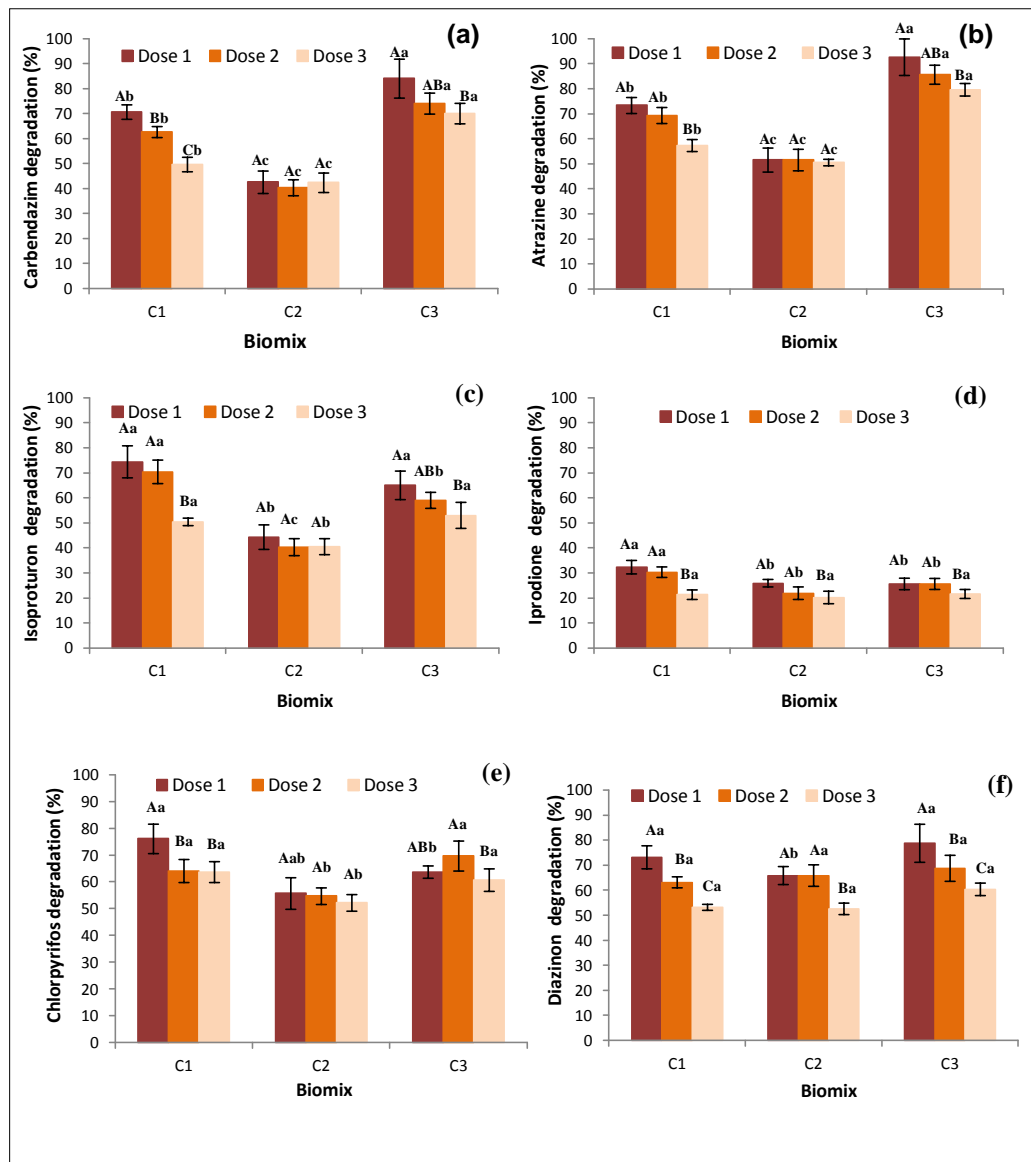 (a)
Dose 1 Dose 2 Dose 3
Carbendazim degradation (%)
100
90
80
70
60
50
40
30
20
10
0
Ab Bb Cb Ac Ac Ac Aa ABa Ba
C1 C2 C3
Biomix
(b)
Dose 1 Dose 2 Dose 3
Atrazine degradation (%)
100
90
80
70
60
50
40
30
20
10
0
Ab Ab Bb Ac Ac Ac Aa ABa Ba
C1 C2 C3
Biomix
(c)
Dose 1 Dose 2 Dose 3
Isoproturon degradation (%)
100
90
80
70
60
50
40
30
20
10
0
Aa Aa Ba Ab Ac Ab Aa ABb Ba
C1 C2 C3
Biomix
(d)
Dose 1 Dose 2 Dose 3
Iprodione degradation (%)
100
90
80
70
60
50
40
30
20
10
0
Aa Aa Ba Ab Ab Ba Ab Ab Ba
C1 C2 C3
Biomix
(e)
Dose 1 Dose 2 Dose 3
Chlorpyrifos degradation (%)
100
90
80
70
60
50
40
30
20
10
0
Aa Ba Ba Aab Ab Ab ABb Aa Ba
C1 C2 C3
Biomix
(f)
Dose 1 Dose 2 Dose 3
Diazinon degradation (%)
100
90
80
70
60
50
40
30
20
10
0
Aa Ba Ca Ab Aa Ba Aa Ba Ca
C1 C2 C3
Biomix